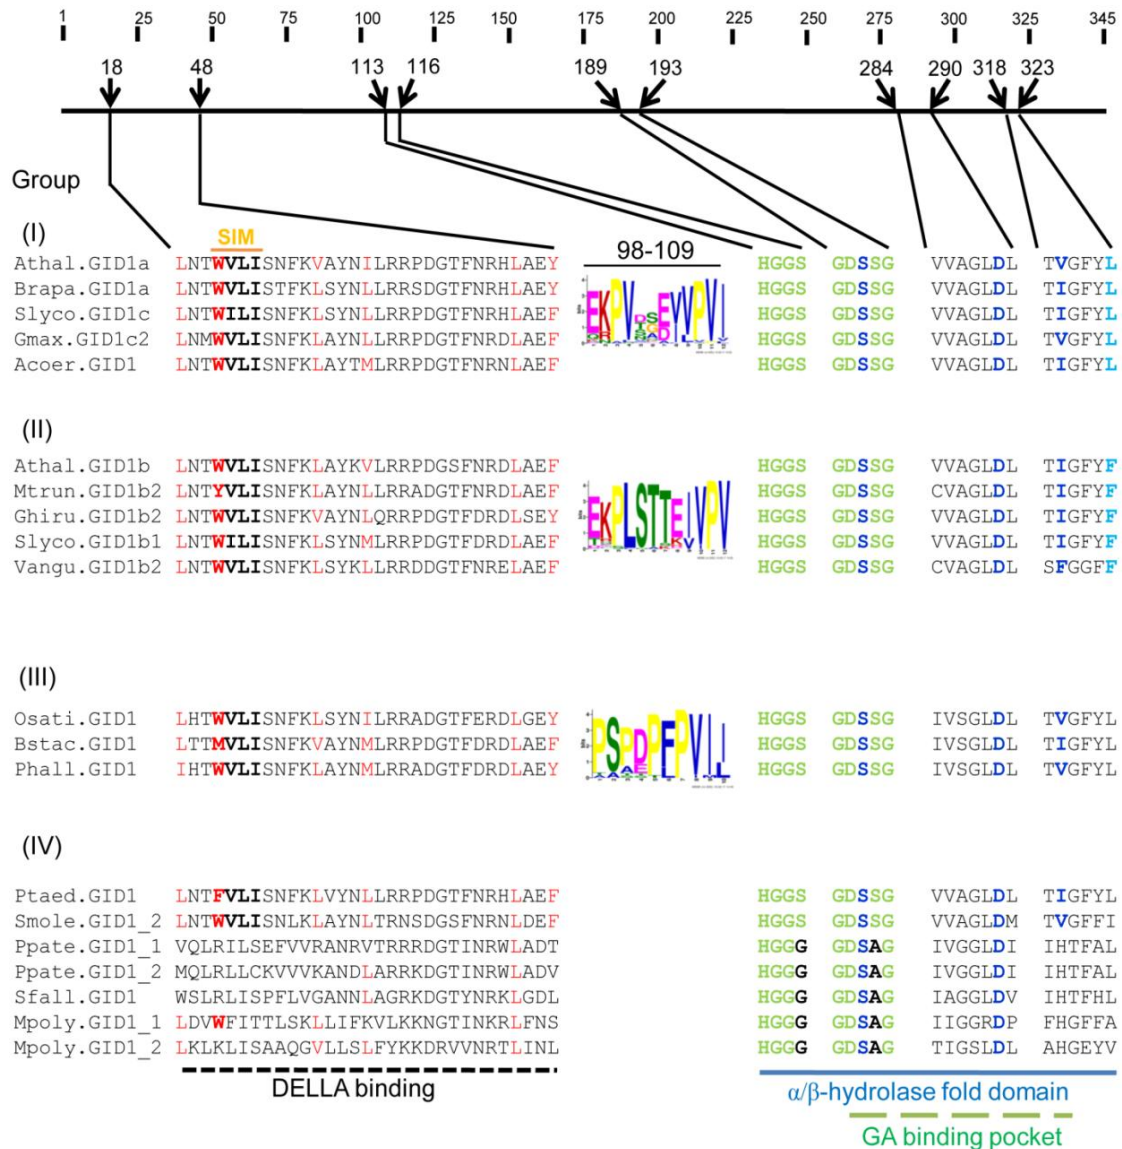 1 25 50 75 100 125 150 175 200 225 250 275 300 325 345
18 48 113 116 189 193 284 290 318 323
Group
(I)
SIM
98-109
Athal.GID1a LNTWVLISNFKVAYNILRRPDGTFNRHLAEY HGGS GDSSG VVAGLDL TVGFYL
Brapa.GID1a LNTWVLISTFKLSYNLLRRSDGTFNRHLAEY HGGS GDSSG VVAGLDL TIGFYL
Slyco.GID1c LNTWILISNFKLSYNLLRRPDGTFNRHLAEF HGGS GDSSG VVAGLDL TIGFYL
Gmax.GID1c2 LNMWVLISNFKLAYNLLRRPDGTFNRDLAEF HGGS GDSSG VVAGLDL TVGFYL
Acoer.GID1 LNTWVLISNFKLAYTMLRRPDGTFNRNLAEF HGGS GDSSG VVAGLDL TIGFYL
(II)
Athal.GID1b LNTWVLISNFKLAYKVLRRPDGSFNRDLAEF HGGS GDSSG VVAGLDL TIGFYF
Mtrun.GID1b2 LNTYVLISNFKLAYNLLRRADGTFNRDLAEF HGGS GDSSG CVAGLDL TIGFYF
Ghiru.GID1b2 LNTWVLISNFKVAYNLQRRPDGTFDRDLSEY HGGS GDSSG VVAGLDL TIGFYF
Slyco.GID1b1 LNTWILISNFKLSYNMLRRPDGTFNRDLAEF HGGS GDSSG VVAGLDL TIGFYF
Vangu.GID1b2 LNTWVLISNFKLSYKLLRRDDGTFNRELAEF HGGS GDSSG CVAGLDL SFGGFF
(III)
Osati.GID1 LHTWVLISNFKLSYNILRRADGTFERDLGEY HGGS GDSSG IVSGLDL TVGFYL
Bstac.GID1 LTTMVLISNFKVAYNMLRRADGTFDRDLAEF HGGS GDSSG IVSGLDL TIGFYL
Phall.GID1 IHTWVLISNFKLAYNMLRRADGTFDRDLAEY HGGS GDSSG IVSGLDL TVGFYL
(IV)
Ptaed.GID1 LNTFVLISNFKLVYNLLRRPDGTFNRHLAEF HGGS GDSSG VVAGLDL TIGFYL
Smole.GID1_2 LNTWVLISNLKLAYNLTRNSDGSFNRNLDEF HGGS GDSSG VVAGLDM TVGFFI
Ppate.GID1_1 VQLRILSEFVVRANRVTRRRDGTINRWLADT HGGG GDSAG IVGGLDI IHTFAL
Ppate.GID1_2 MQLRLLCKVVVKANDLARRKDGTINRWLADV HGGG GDSAG IVGGLDI IHTFAL
Sfall.GID1 WSLRLISPFLVGANNLAGRKDGTYNRKLGDL HGGG GDSAG IAGGLDV IHTFHL
Mpoly.GID1_1 LDVWFITTLSKLLIFKVLKKNGTINKRLFNS HGGG GDSAG IIGGRDP FHGFFA
Mpoly.GID1_2 LKLKLISAAQGVLLSLFYKKDRVVNRTLINL HGGG GDSAG TIGSLDL AHGEYV
DELLA binding
α/β-hydrolase fold domain
GA binding pocket